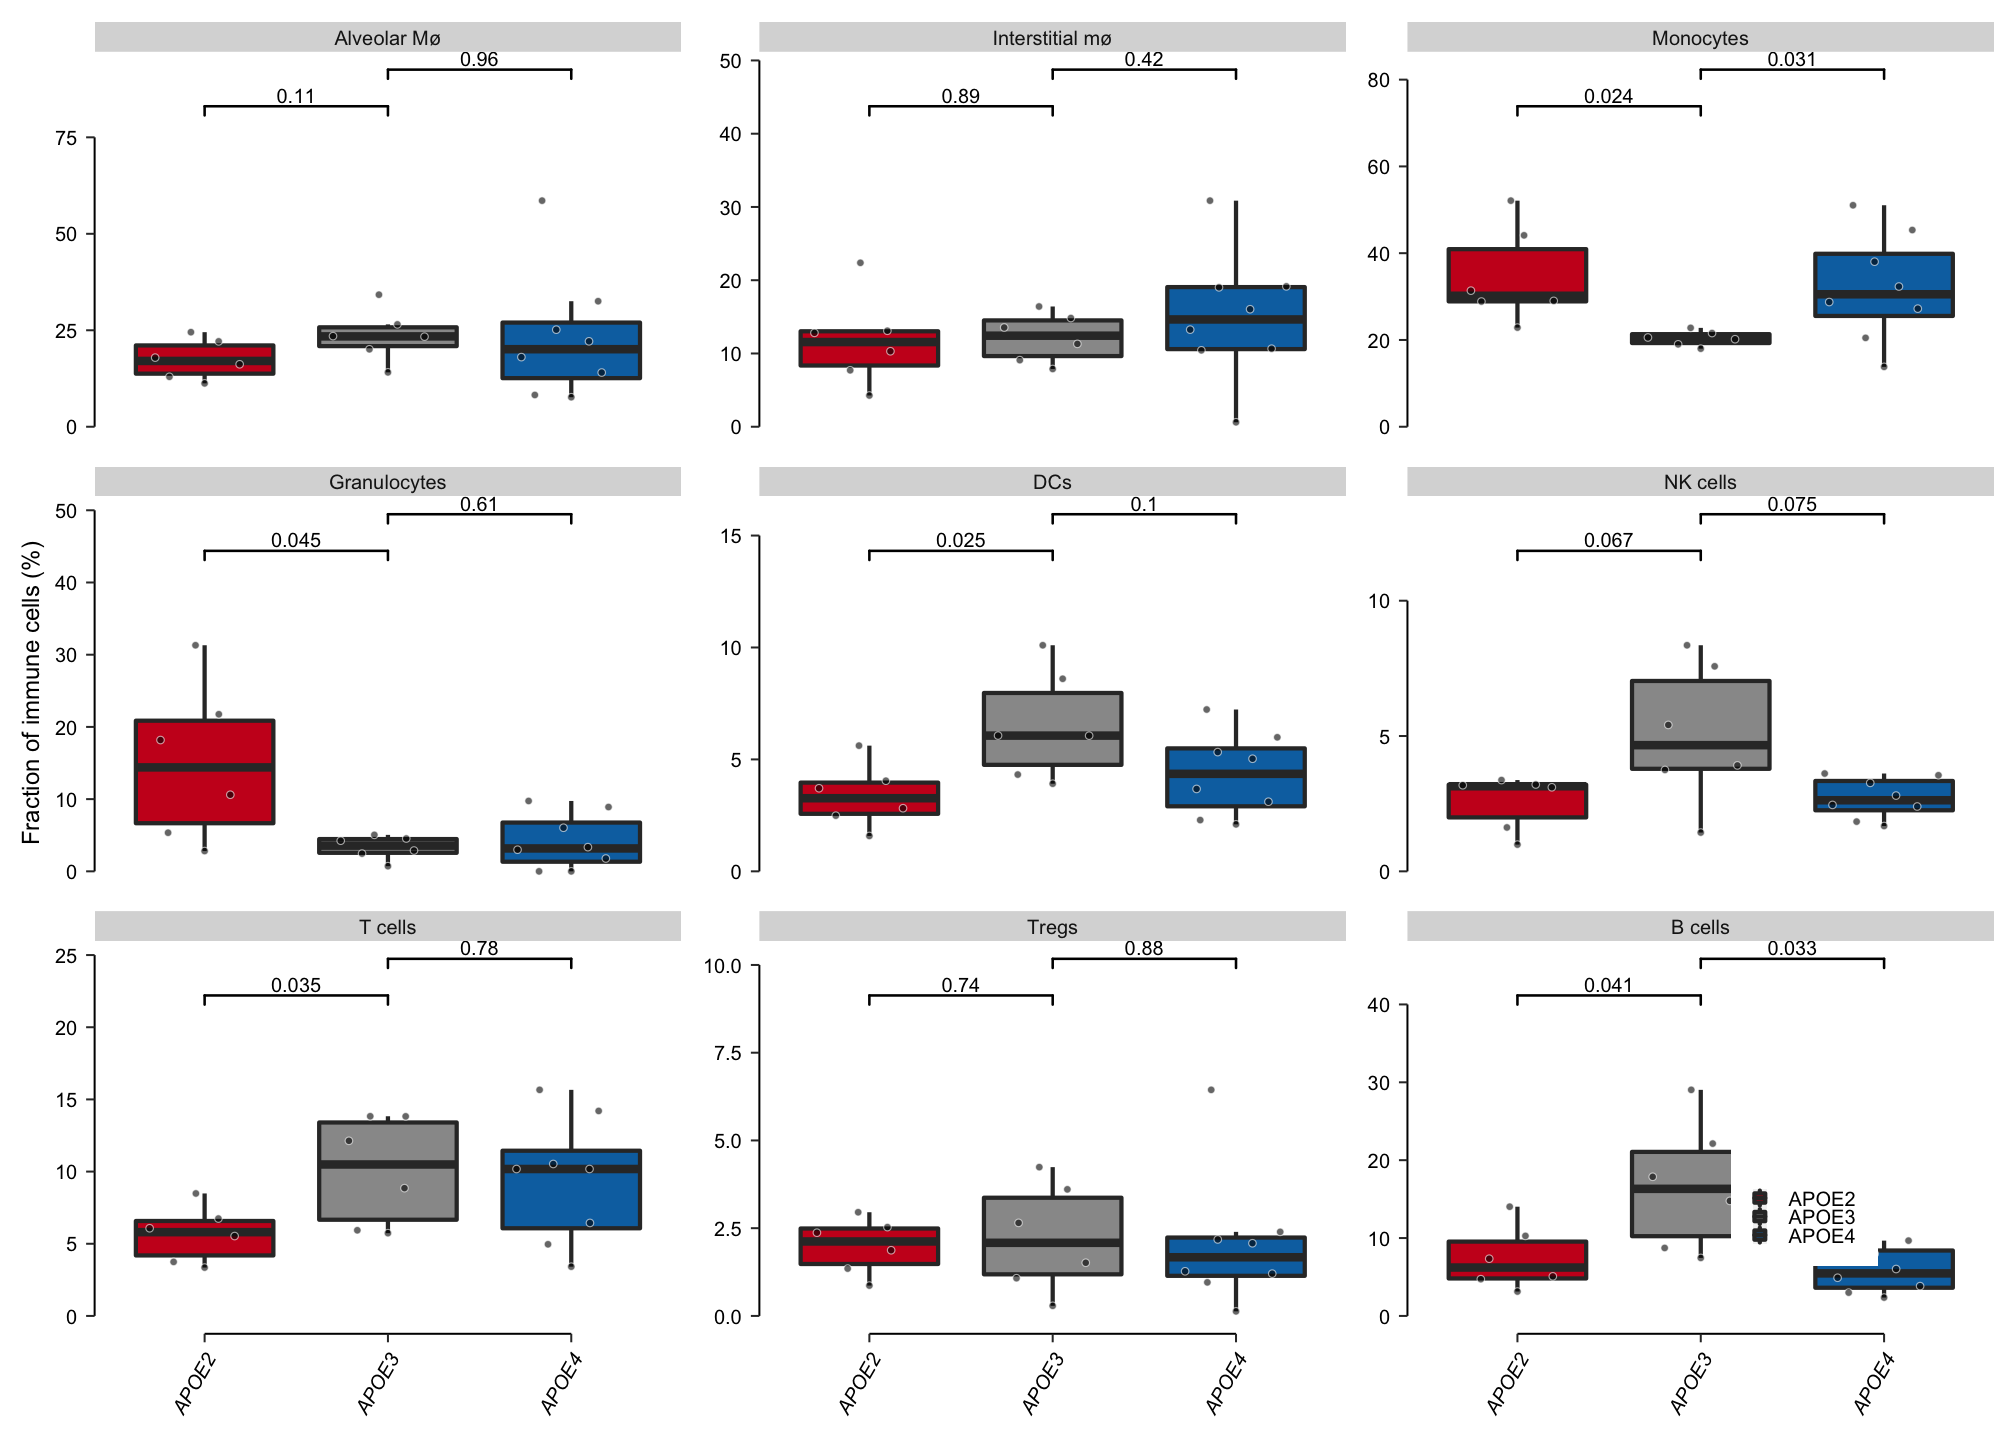 Alveolar Mø
Interstitial mø
Monocytes
0.96
0.42
0.031
0.11
0.89
0.024
75
50
25
0
50
40
30
20
10
0
80
60
40
20
0
Granulocytes
DCs
NK cells
0.61
0.1
0.075
0.045
0.025
0.067
Fraction of immune cells (%)
50
40
30
20
10
0
15
10
5
0
10
5
0
T cells
Tregs
B cells
0.78
0.88
0.033
0.035
0.74
0.041
25
20
15
10
5
0
10.0
7.5
5.0
2.5
0.0
40
30
20
10
0
APOE2
APOE3
APOE4
APOE2
APOE3
APOE4
APOE2
APOE3
APOE4
APOE2
APOE3
APOE4